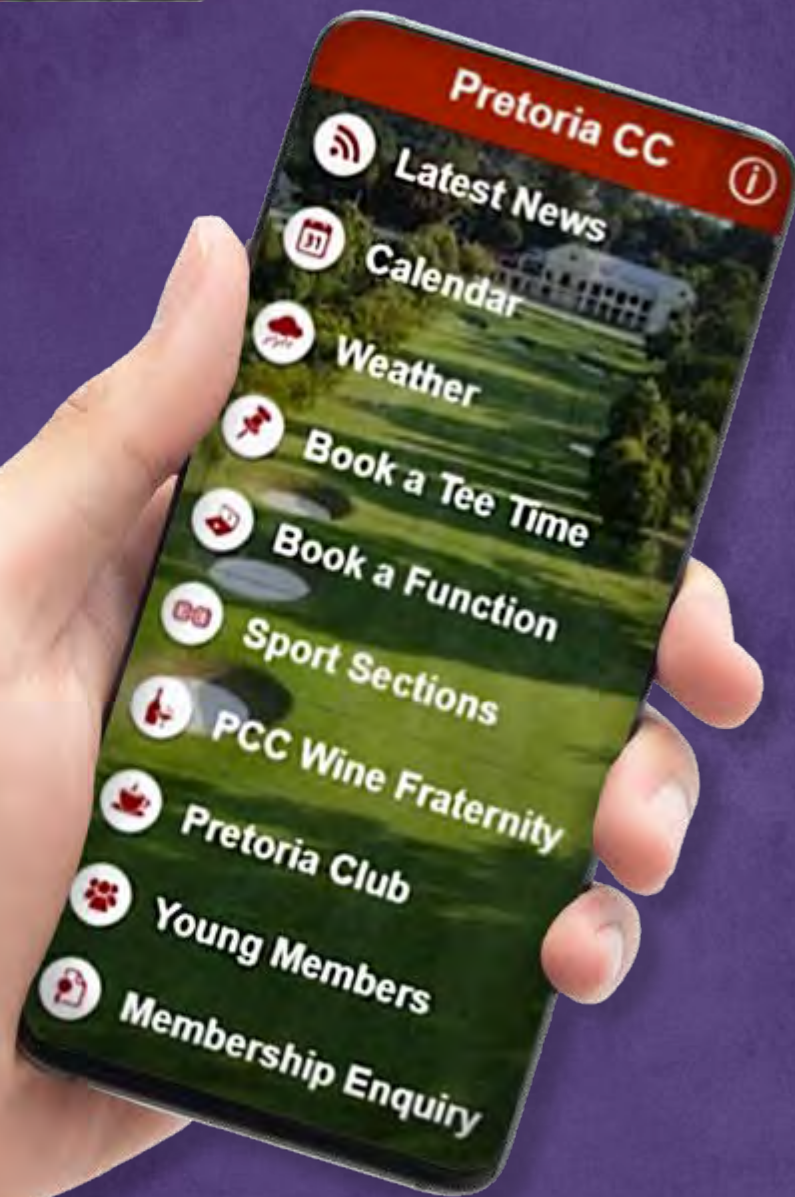 Pretoria CC
i
Latest News
31
Calendar
Weather
Book a Tee Time
Book a Function
Sport Sections
PCC Wine Fraternity
Pretoria Club
Young Members
Membership Enquiry